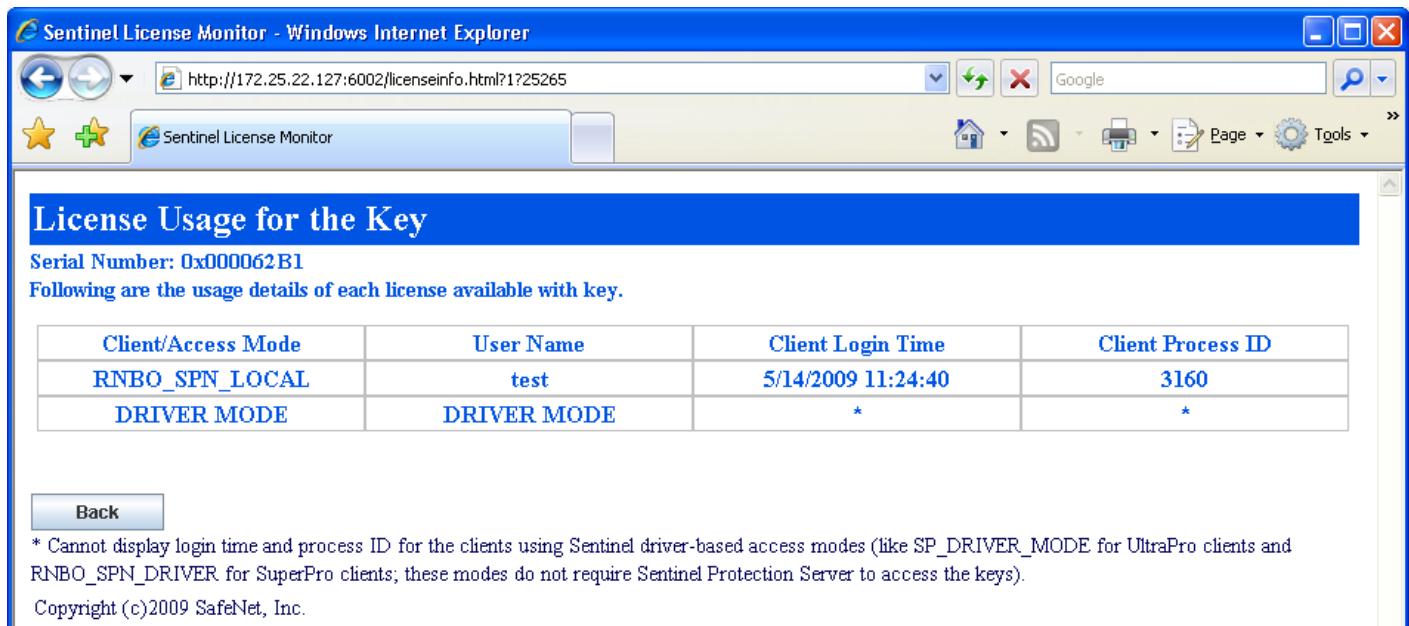 Sentinel License Monitor - Windows Internet Explorer
http://172.25.22.127:6002/licenseinfo.html?1?25265
Google
Sentinel License Monitor
Page
Tools
License Usage for the Key
Serial Number: 0x000062B1
Following are the usage details of each license available with key.
Client/Access Mode User Name Client Login Time Client Process ID
RNBO_SPN_LOCAL test 5/14/2009 11:24:40 3160
DRIVER MODE DRIVER MODE * *
Back
* Cannot display login time and process ID for the clients using Sentinel driver-based access modes (like SP_DRIVER_MODE for UltraPro clients and
RNBO_SPN_DRIVER for SuperPro clients; these modes do not require Sentinel Protection Server to access the keys).
Copyright (c)2009 SafeNet, Inc.